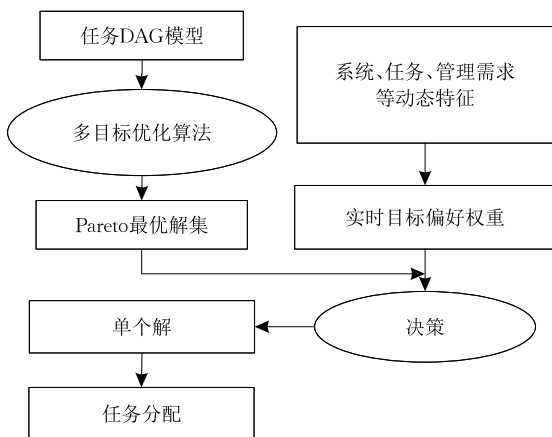 任务DAG模型
系统、任务、管理需求
等动态特征
多目标优化算法
Pareto最优解集
实时目标偏好权重
单个解
决策
任务分配